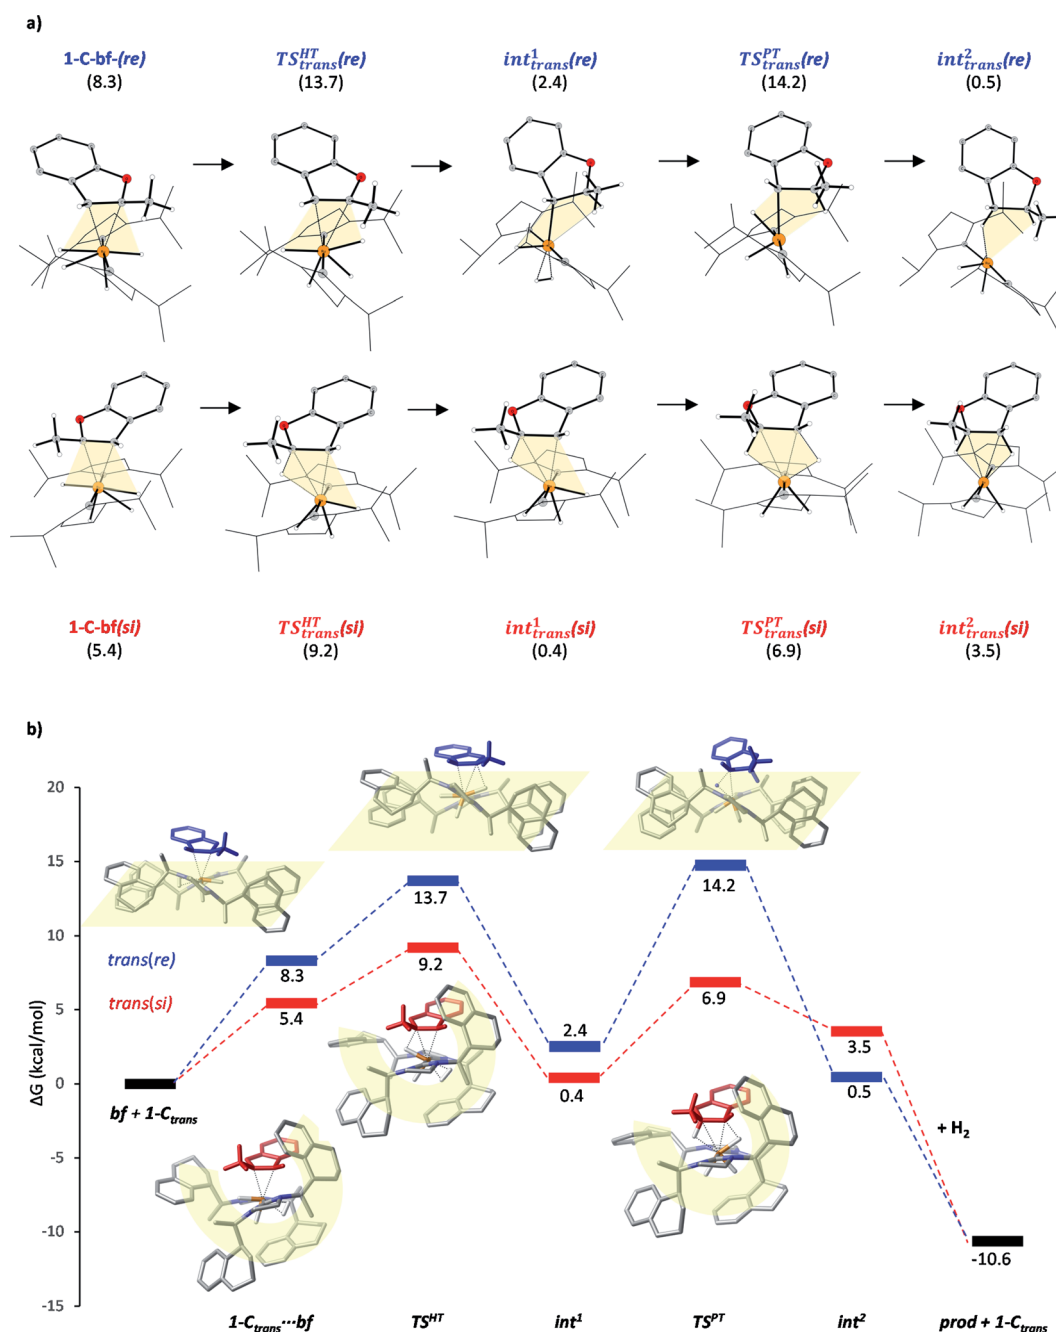 a)
1-C-bf-(re) TS^HT_trans(re) int^1_trans(re) TS^PT_trans(re) int^2_trans(re)
(8.3) (13.7) (2.4) (14.2) (0.5)
1-C-bf(si) TS^HT_trans(si) int^1_trans(si) TS^PT_trans(si) int^2_trans(si)
(5.4) (9.2) (0.4) (6.9) (3.5)
b)
20
15
10
5
0
-5
-10
-15
ΔG (kcal/mol)
trans(re)
trans(si)
bf + 1-C_trans
8.3
5.4
13.7
9.2
2.4
0.4
14.2
6.9
3.5
0.5
+ H₂
-10.6
1-C_trans···bf TS^HT int^1 TS^PT int^2 prod + 1-C_trans